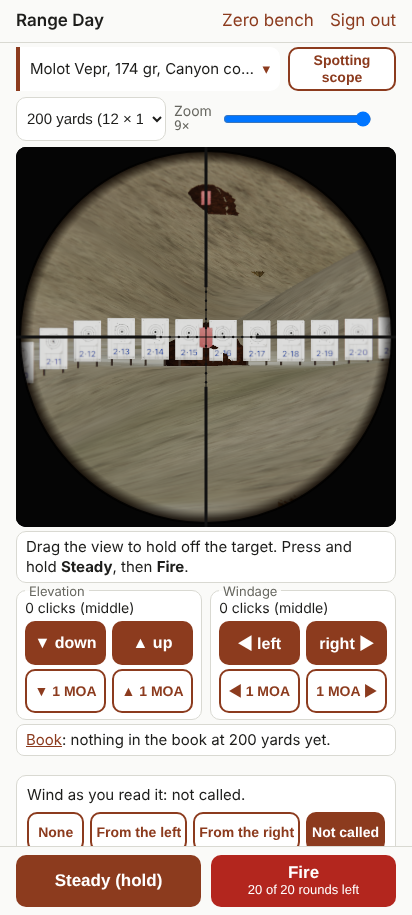 Range Day
Zero bench
Sign out
Molot Vepr, 174 gr, Canyon co... ▾
Spotting
scope
200 yards (12 × 1
Zoom
9×
2·11
2·12
2·13
2·14
2·15
2·16
2·17
2·18
2·19
2·20
Drag the view to hold off the target. Press and
hold Steady, then Fire.
Elevation
0 clicks (middle)
▼ down
▲ up
▼ 1 MOA
▲ 1 MOA
Windage
0 clicks (middle)
◀ left
right ▶
◀ 1 MOA
1 MOA ▶
Book: nothing in the book at 200 yards yet.
Wind as you read it: not called.
None
From the left
From the right
Not called
Steady (hold)
Fire
20 of 20 rounds left